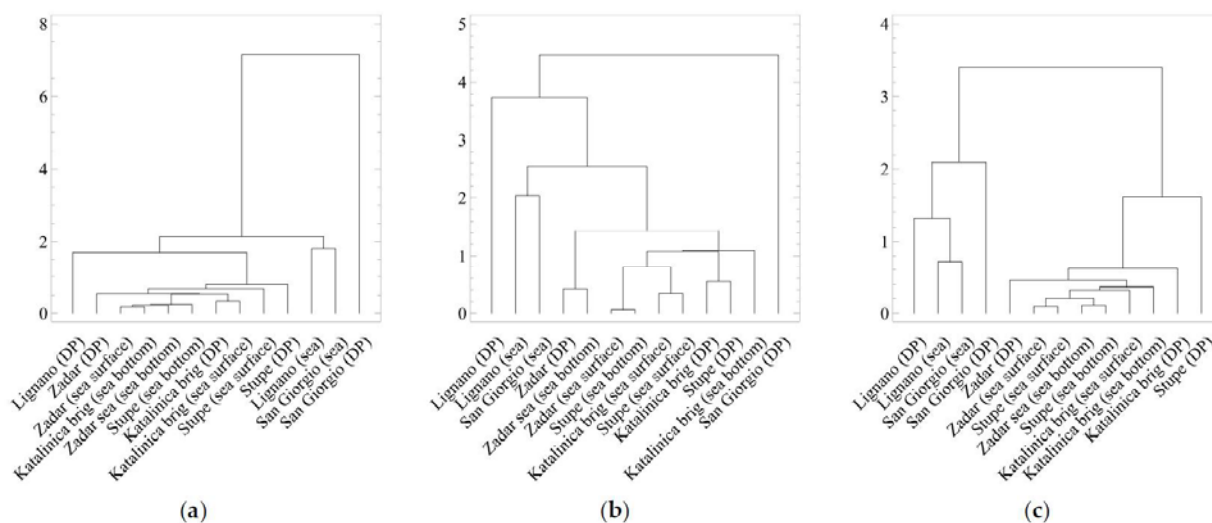 8
6
4
2
0
Lignano (DP)
Zadar (DP)
Zadar (sea surface)
Katalinica brig (sea bottom)
Zadar sea (sea bottom)
Stupe (sea bottom)
Katalinica brig (DP)
Katalinica brig (sea surface)
Stupe (sea surface)
Stupe (DP)
Lignano (sea)
San Giorgio (sea)
San Giorgio (DP)
(a)
5
4
3
2
1
0
Lignano (DP)
Lignano (sea)
San Giorgio (sea)
Zadar (DP)
Zadar sea (sea bottom)
Zadar (sea surface)
Stupe (sea bottom)
Katalinica brig (sea surface)
Stupe (sea surface)
Katalinica brig (DP)
Stupe (DP)
Katalinica brig (sea bottom)
San Giorgio (DP)
(b)
4
3
2
1
0
Lignano (DP)
Lignano (sea)
San Giorgio (sea)
San Giorgio (DP)
Zadar (DP)
Zadar (sea surface)
Stupe (sea surface)
Zadar sea (sea bottom)
Stupe (sea bottom)
Katalinica brig (sea surface)
Katalinica brig (sea bottom)
Katalinica brig (DP)
Stupe (DP)
(c)